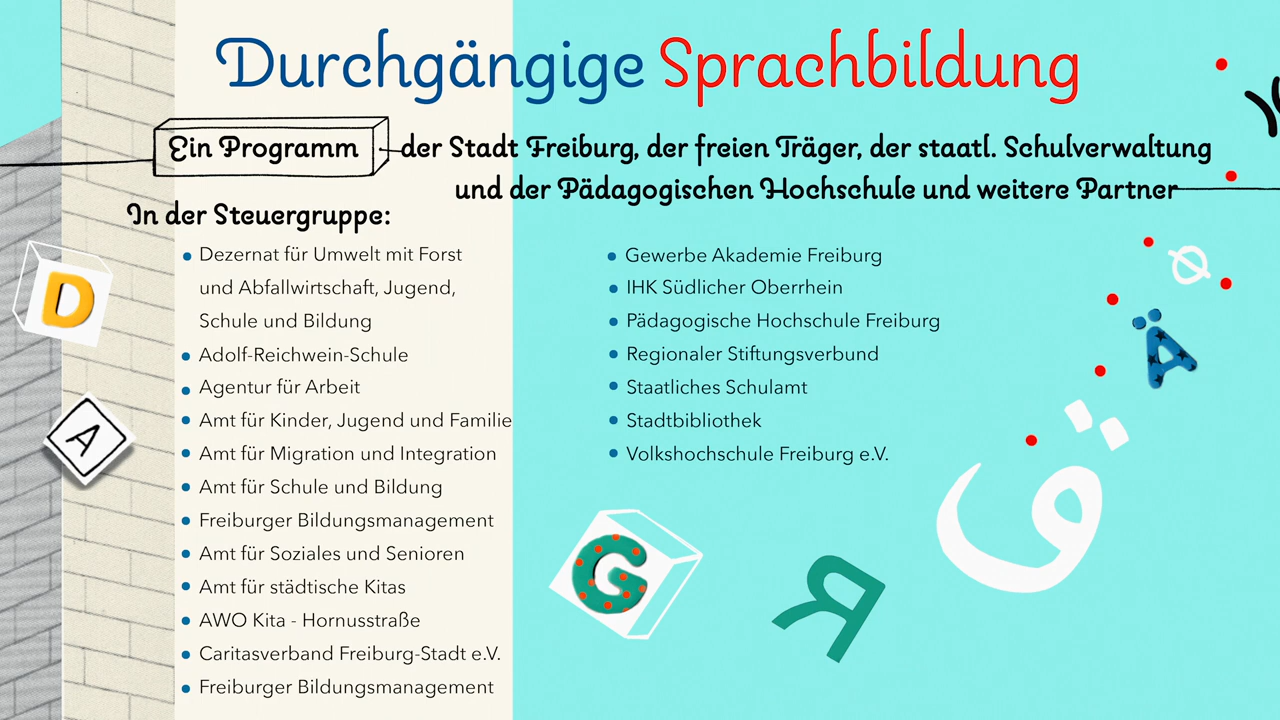 Durchgängige Sprachbildung
Ein Programm der Stadt Freiburg, der freien Träger, der staatl. Schulverwaltung
und der Pädagogischen Hochschule und weitere Partner
In der Steuergruppe:
• Dezernat für Umwelt mit Forst
und Abfallwirtschaft, Jugend,
Schule und Bildung
• Adolf-Reichwein-Schule
• Agentur für Arbeit
• Amt für Kinder, Jugend und Familie
• Amt für Migration und Integration
• Amt für Schule und Bildung
• Freiburger Bildungsmanagement
• Amt für Soziales und Senioren
• Amt für städtische Kitas
• AWO Kita - Hornusstraße
• Caritasverband Freiburg-Stadt e.V.
• Freiburger Bildungsmanagement
• Gewerbe Akademie Freiburg
• IHK Südlicher Oberrhein
• Pädagogische Hochschule Freiburg
• Regionaler Stiftungsverbund
• Staatliches Schulamt
• Stadtbibliothek
• Volkshochschule Freiburg e.V.
D
A
G
Я
ق
Ä
Ø